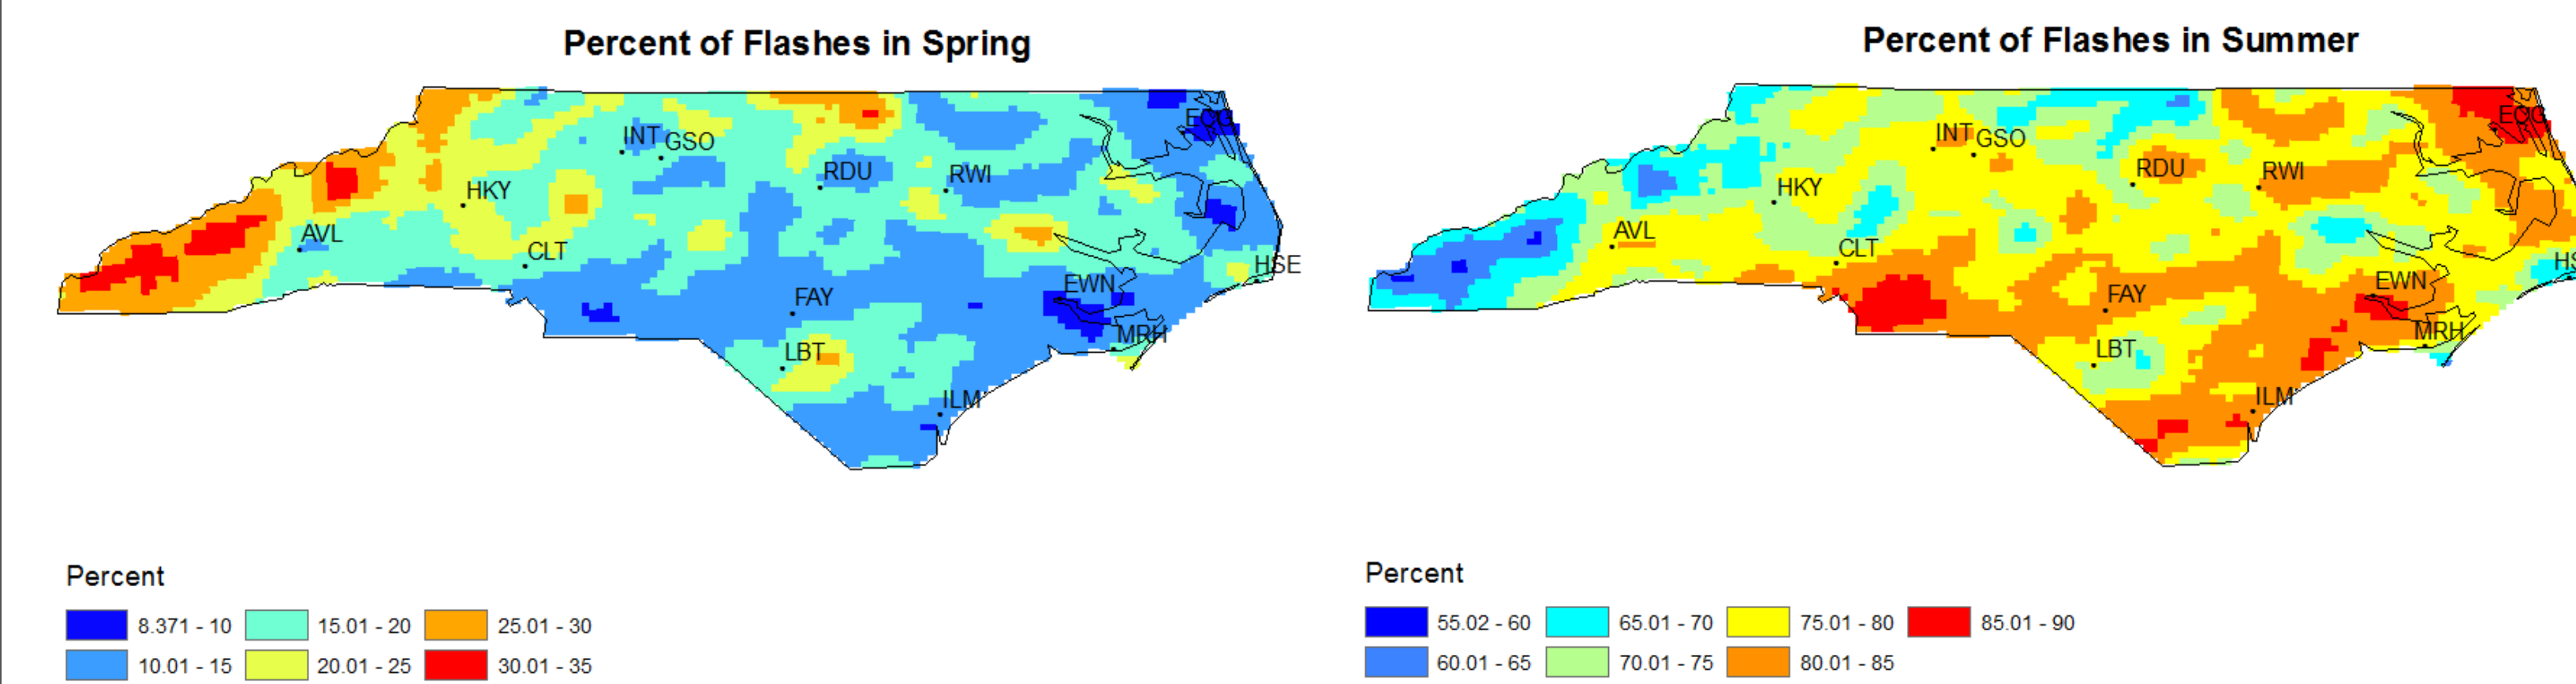 Percent of Flashes in Spring
ECG
INT GSO
RDU RWI
HKY
AVL
CLT
HSE
EWN
FAY
MRH
LBT
ILM
Percent
8.371 - 10 15.01 - 20 25.01 - 30
10.01 - 15 20.01 - 25 30.01 - 35
Percent of Flashes in Summer
ECG
INT GSO
RDU RWI
HKY
AVL
CLT
HS
EWN
FAY
MRH
LBT
ILM
Percent
55.02 - 60 65.01 - 70 75.01 - 80 85.01 - 90
60.01 - 65 70.01 - 75 80.01 - 85